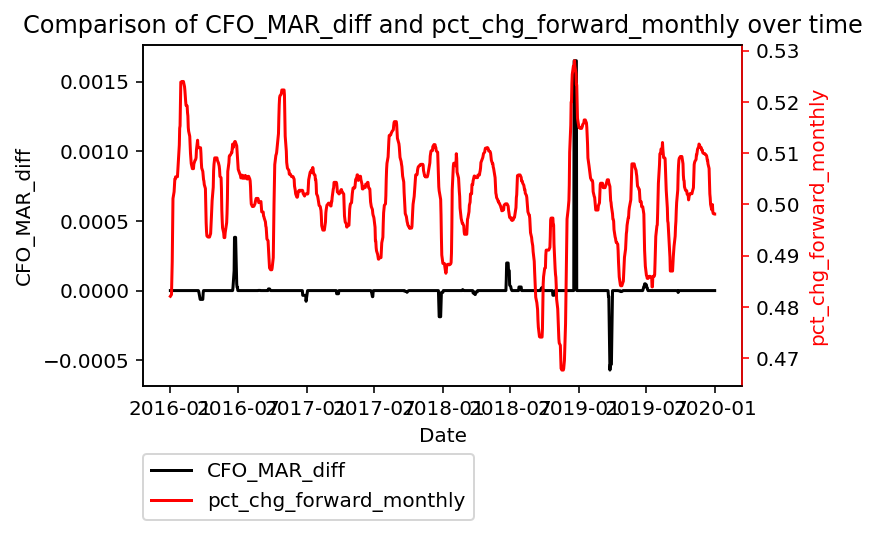 Comparison of CFO_MAR_diff and pct_chg_forward_monthly over time
0.0015
0.0010
0.0005
0.0000
−0.0005
CFO_MAR_diff
0.53
0.52
0.51
0.50
0.49
0.48
0.47
pct_chg_forward_monthly
2016-01 2016-07 2017-01 2017-07 2018-01 2018-07 2019-01 2019-07 2020-01
Date
CFO_MAR_diff
pct_chg_forward_monthly